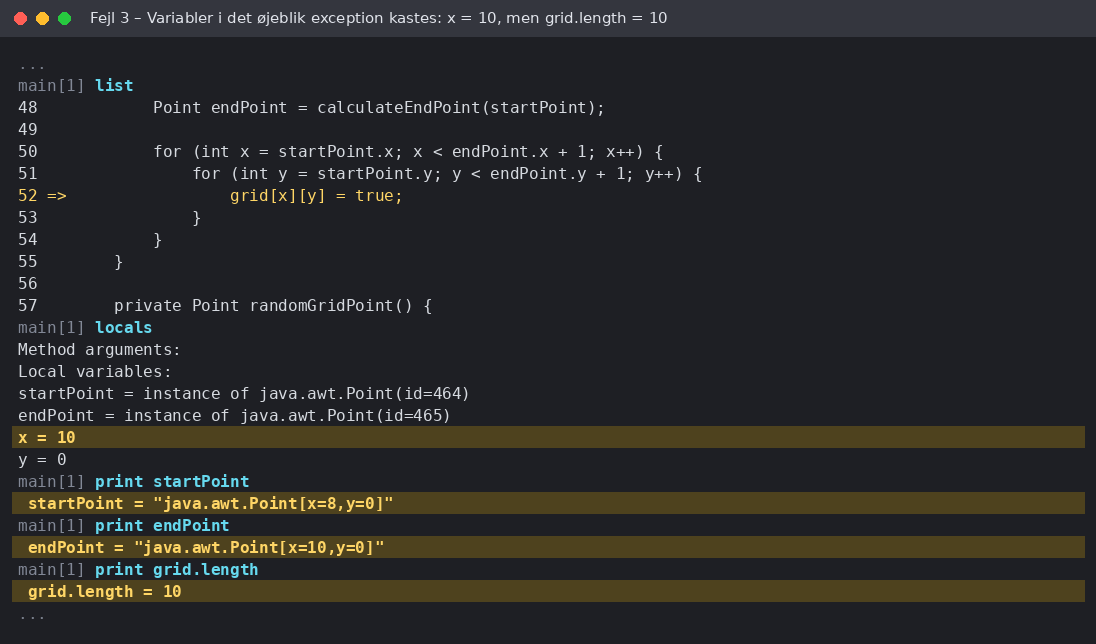 Fejl 3 – Variabler i det øjeblik exception kastes: x = 10, men grid.length = 10
...
main[1] list
48            Point endPoint = calculateEndPoint(startPoint);
49
50            for (int x = startPoint.x; x < endPoint.x + 1; x++) {
51                for (int y = startPoint.y; y < endPoint.y + 1; y++) {
52 =>                 grid[x][y] = true;
53                }
54            }
55        }
56
57        private Point randomGridPoint() {
main[1] locals
Method arguments:
Local variables:
startPoint = instance of java.awt.Point(id=464)
endPoint = instance of java.awt.Point(id=465)
x = 10
y = 0
main[1] print startPoint
 startPoint = "java.awt.Point[x=8,y=0]"
main[1] print endPoint
 endPoint = "java.awt.Point[x=10,y=0]"
main[1] print grid.length
 grid.length = 10
...